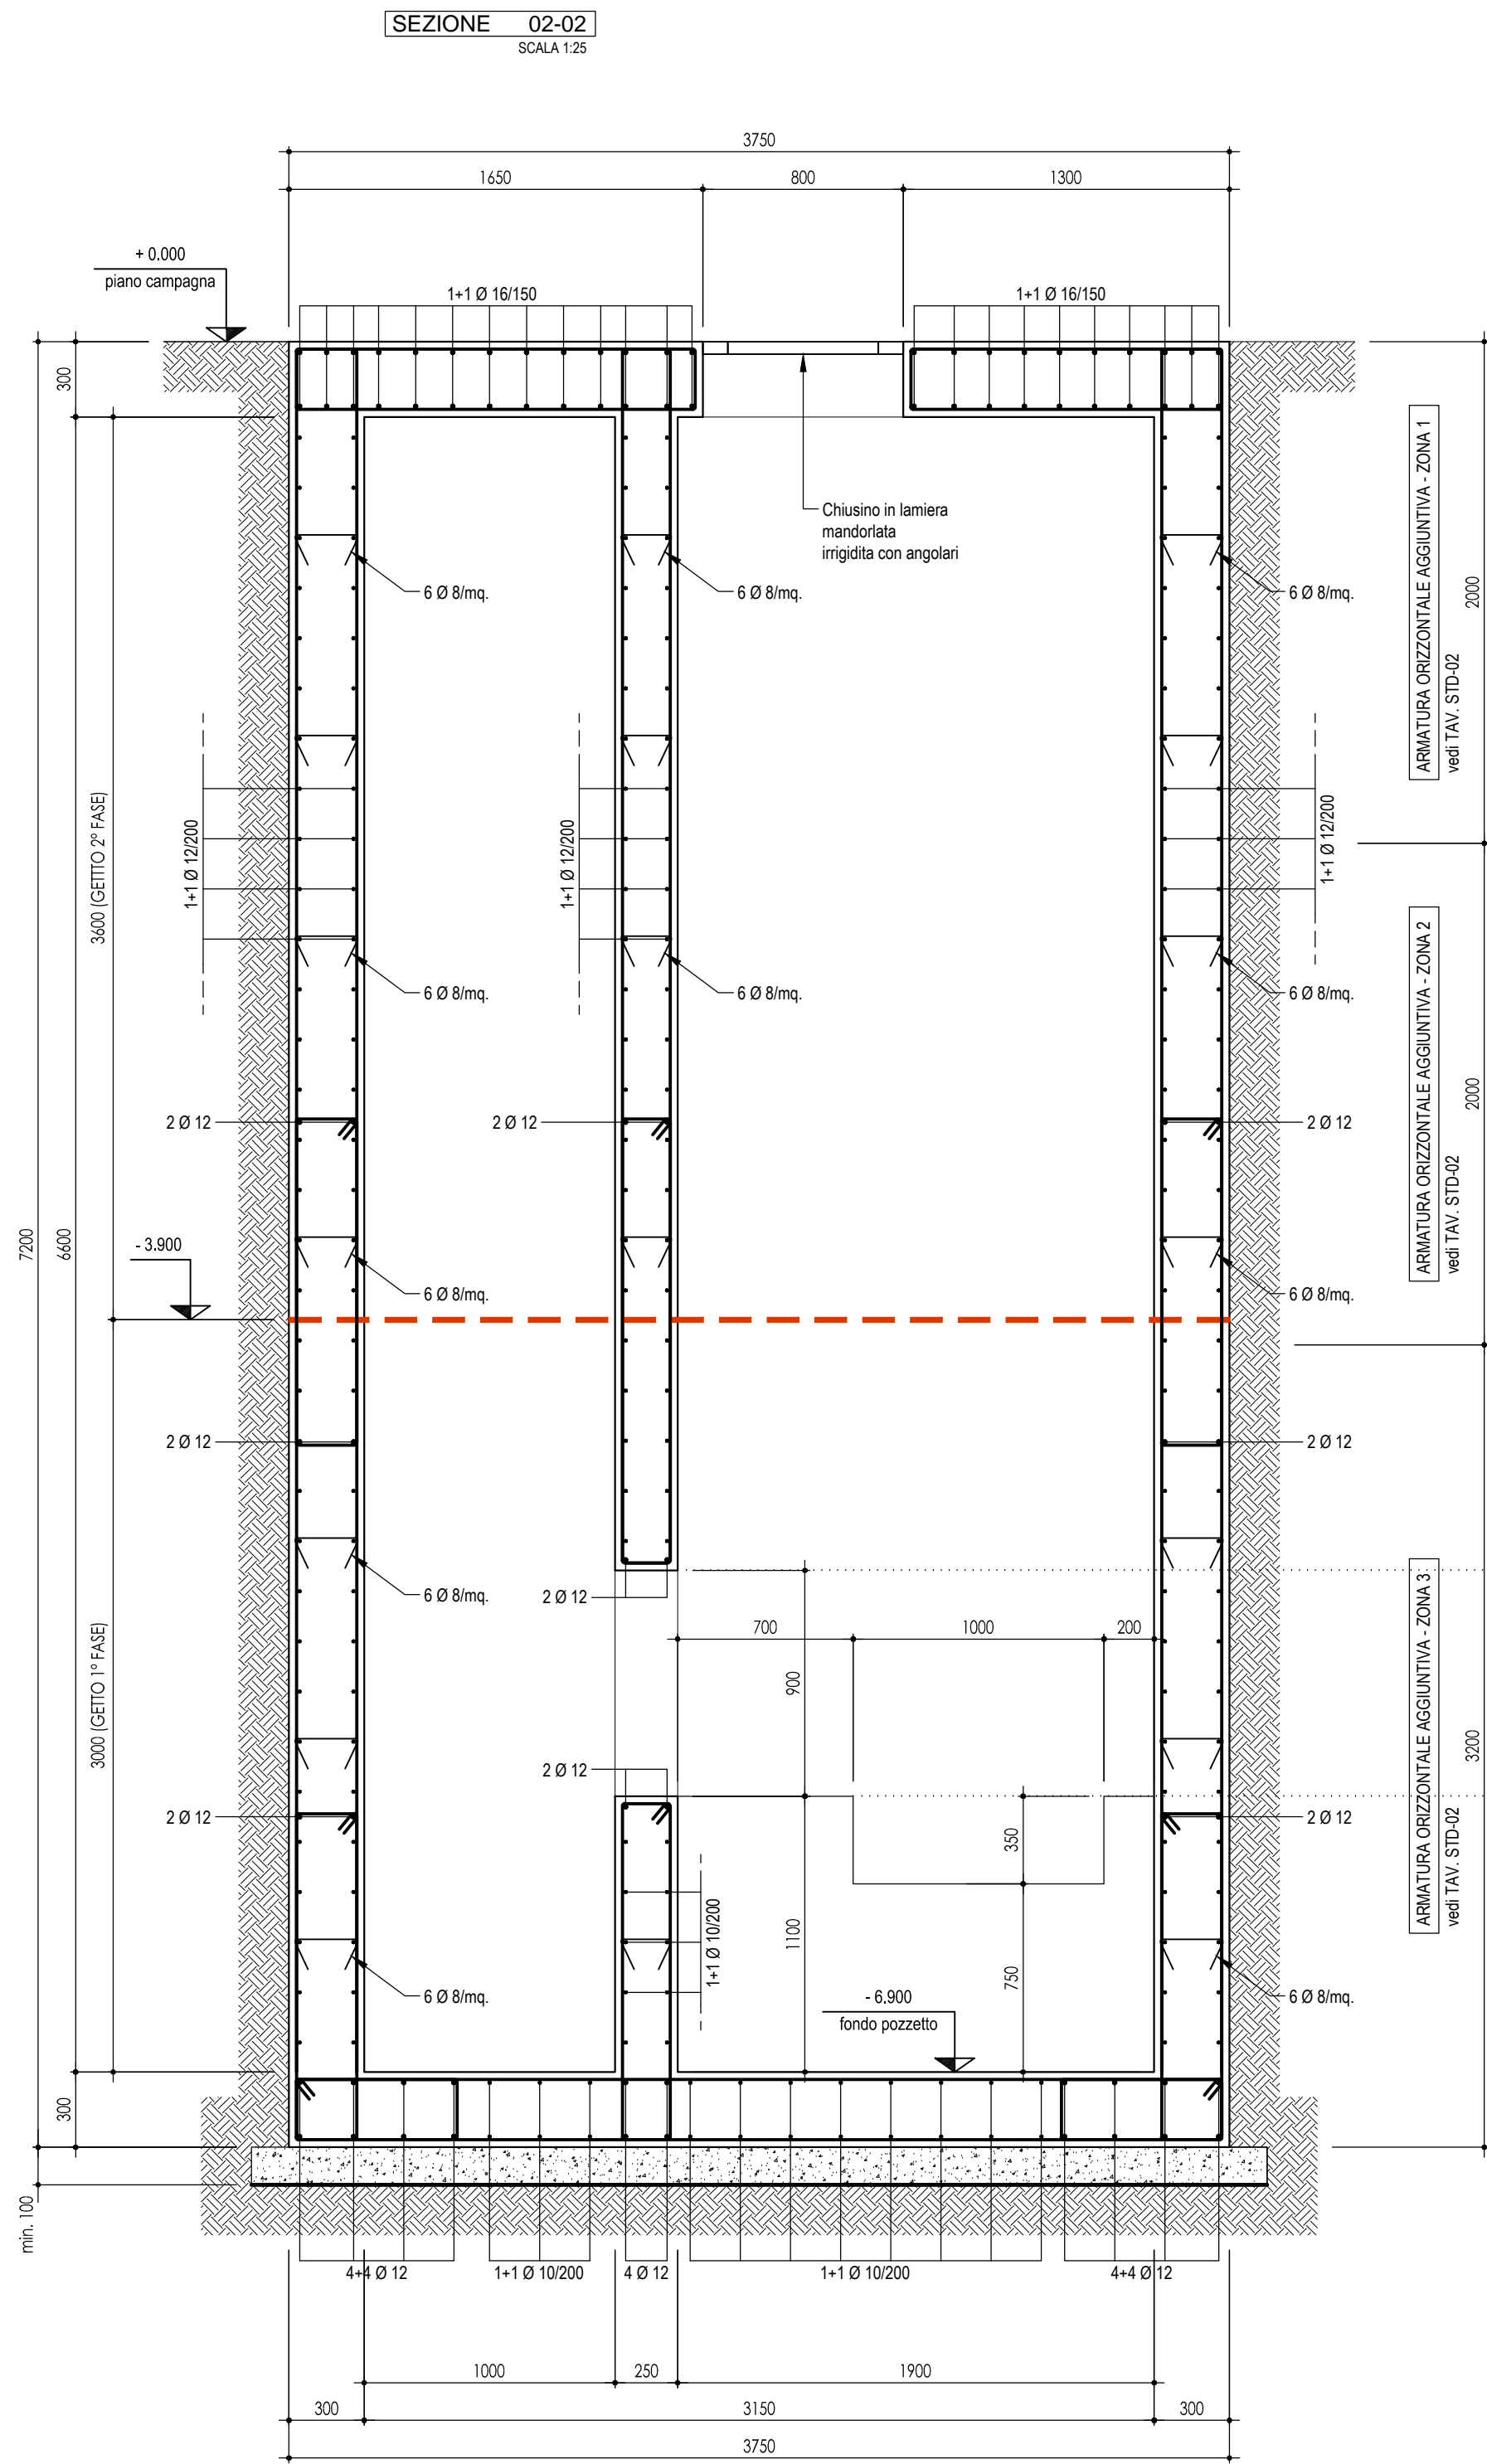 SEZIONE 02-02
SCALA 1:25
3750
1650
800
1300
+ 0.000
piano campagna
1+1 Ø 16/150
1+1 Ø 16/150
300
Chiusino in lamiera
mandorlata
irrigidita con angolari
6 Ø 8/mq.
6 Ø 8/mq.
6 Ø 8/mq.
ARMATURA ORIZZONTALE AGGIUNTIVA - ZONA 1
vedi TAV. STD-02
2000
3600 (GETTO 2° FASE)
1+1 Ø 12/200
1+1 Ø 12/200
1+1 Ø 12/200
6 Ø 8/mq.
6 Ø 8/mq.
6 Ø 8/mq.
ARMATURA ORIZZONTALE AGGIUNTIVA - ZONA 2
vedi TAV. STD-02
2000
2 Ø 12
2 Ø 12
2 Ø 12
7200
6600
- 3.900
6 Ø 8/mq.
6 Ø 8/mq.
2 Ø 12
2 Ø 12
6 Ø 8/mq.
2 Ø 12
700
1000
200
900
3000 (GETTO 1° FASE)
ARMATURA ORIZZONTALE AGGIUNTIVA - ZONA 3
vedi TAV. STD-02
3200
2 Ø 12
2 Ø 12
2 Ø 12
350
1100
1+1 Ø 10/200
750
- 6.900
fondo pozzetto
6 Ø 8/mq.
6 Ø 8/mq.
300
min. 100
4+4 Ø 12
1+1 Ø 10/200
4 Ø 12
1+1 Ø 10/200
4+4 Ø 12
1000
250
1900
300
3150
300
3750